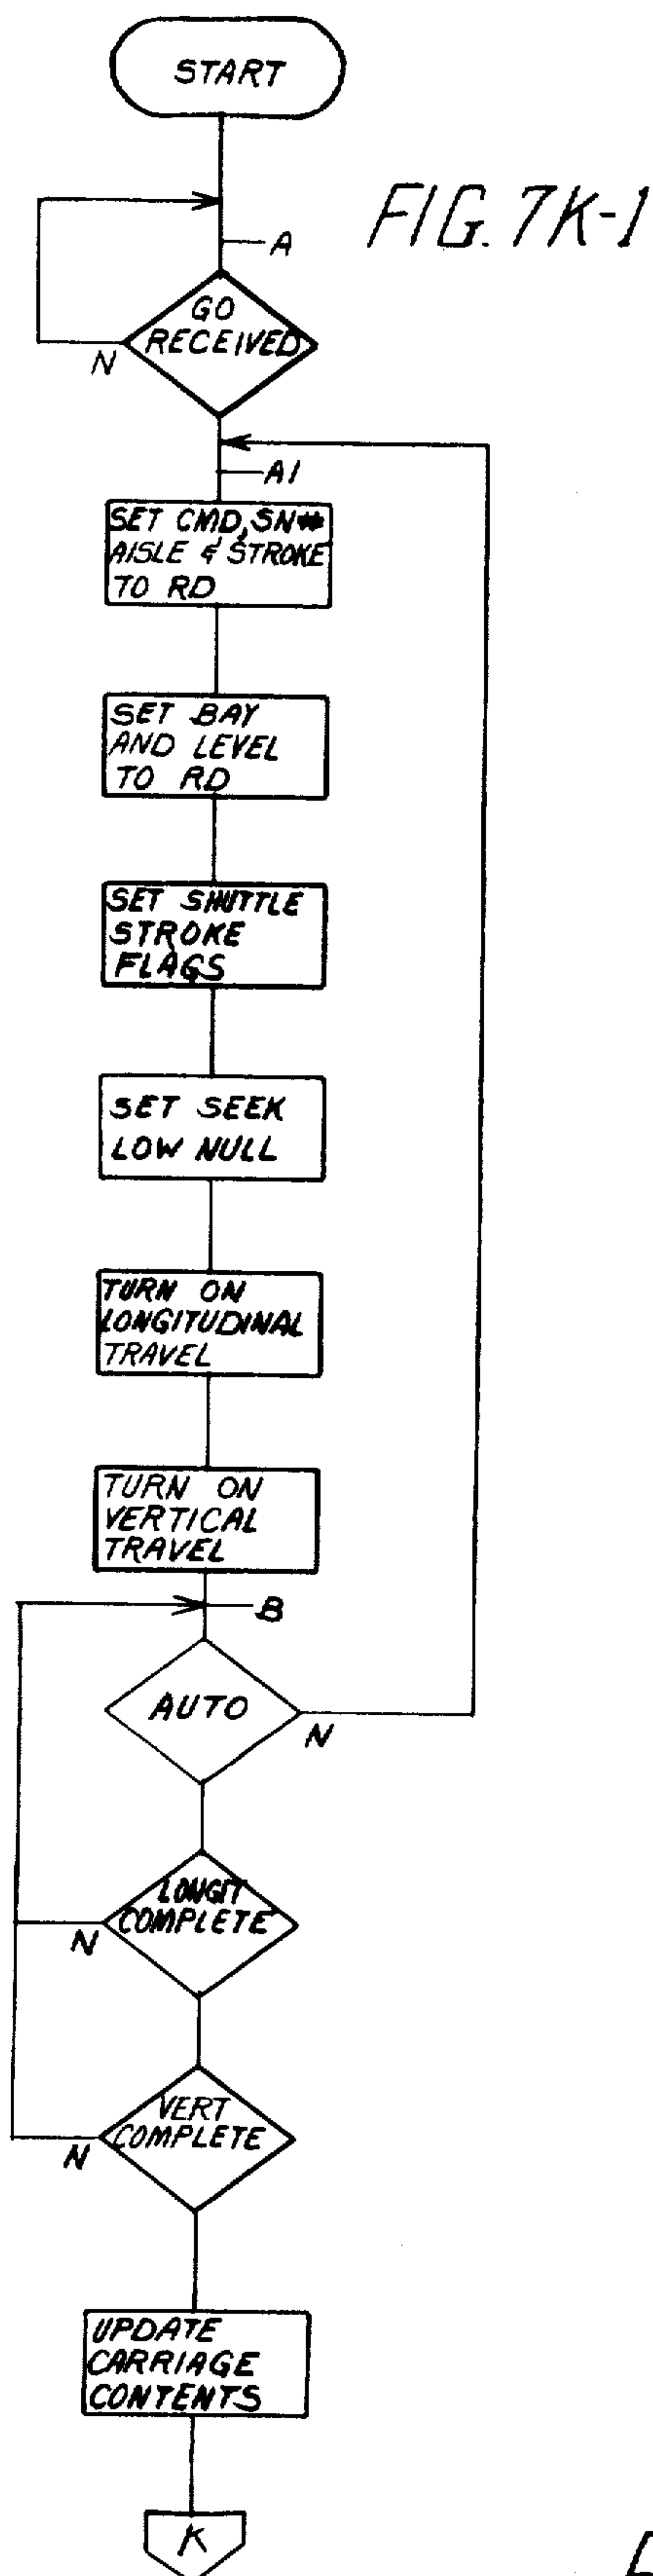 START
FIG. 7K-1
A
GO
RECEIVED
N
A1
SET CMD, SN#
AISLE & STROKE
TO RD
SET BAY
AND LEVEL
TO RD
SET SHUTTLE
STROKE
FLAGS
SET SEEK
LOW NULL
TURN ON
LONGITUDINAL
TRAVEL
TURN ON
VERTICAL
TRAVEL
B
AUTO
N
LONGIT
COMPLETE
N
VERT
COMPLETE
N
UPDATE
CARRIAGE
CONTENTS
K